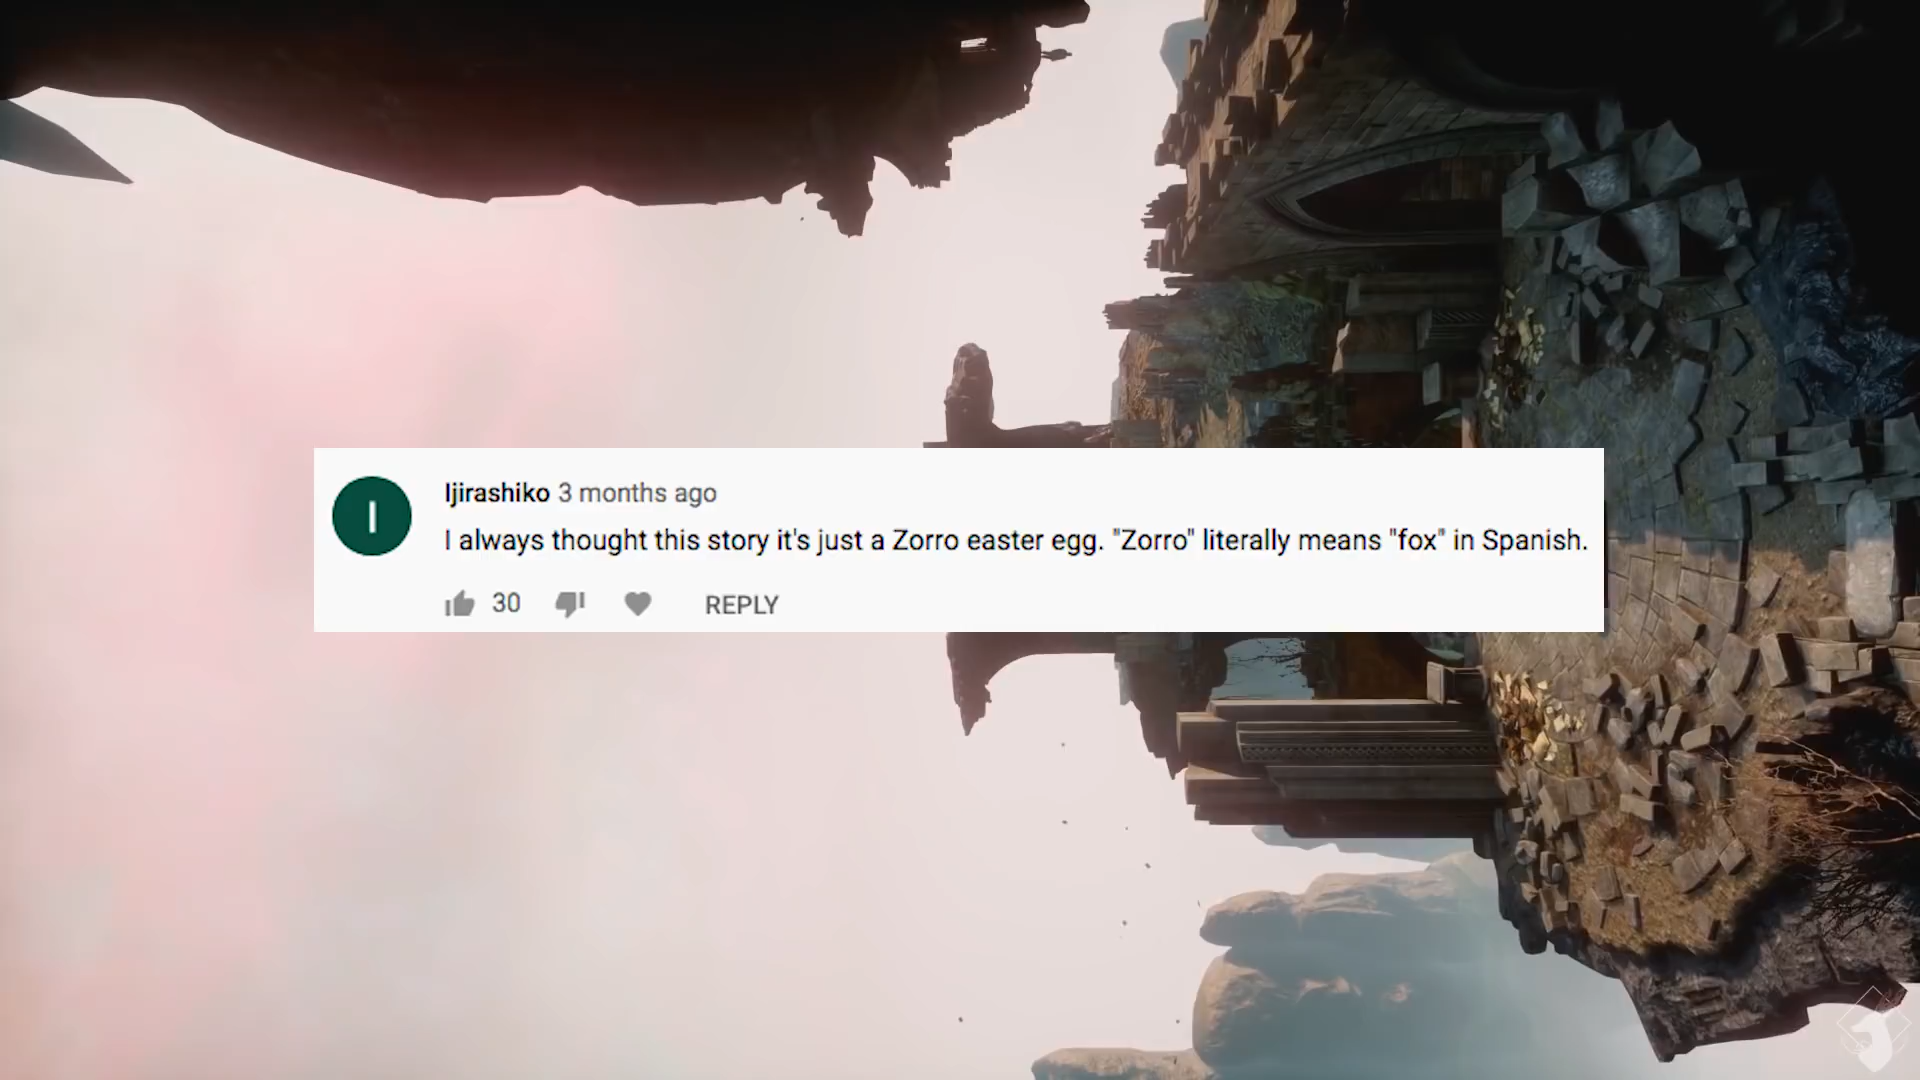 I
Ijirashiko 3 months ago
I always thought this story it's just a Zorro easter egg. "Zorro" literally means "fox" in Spanish.
30 REPLY